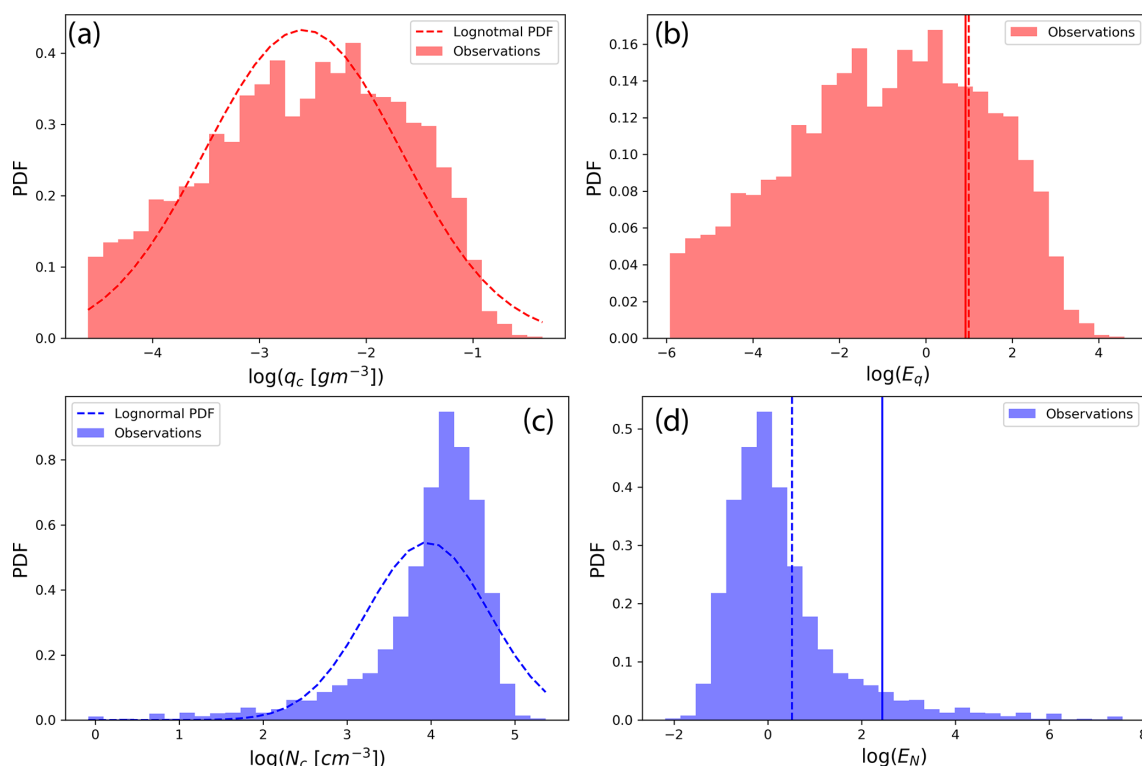 (a)
Lognotmal PDF
Observations
PDF
0.4
0.3
0.2
0.1
0.0
−4 −3 −2 −1
log(q_c [gm^{−3}])
(b)
Observations
PDF
0.16
0.14
0.12
0.10
0.08
0.06
0.04
0.02
0.00
−6 −4 −2 0 2 4
log(E_q)
(c)
Lognormal PDF
Observations
PDF
0.8
0.6
0.4
0.2
0.0
0 1 2 3 4 5
log(N_c [cm^{−3}])
(d)
Observations
PDF
0.5
0.4
0.3
0.2
0.1
0.0
−2 0 2 4 6 8
log(E_N)